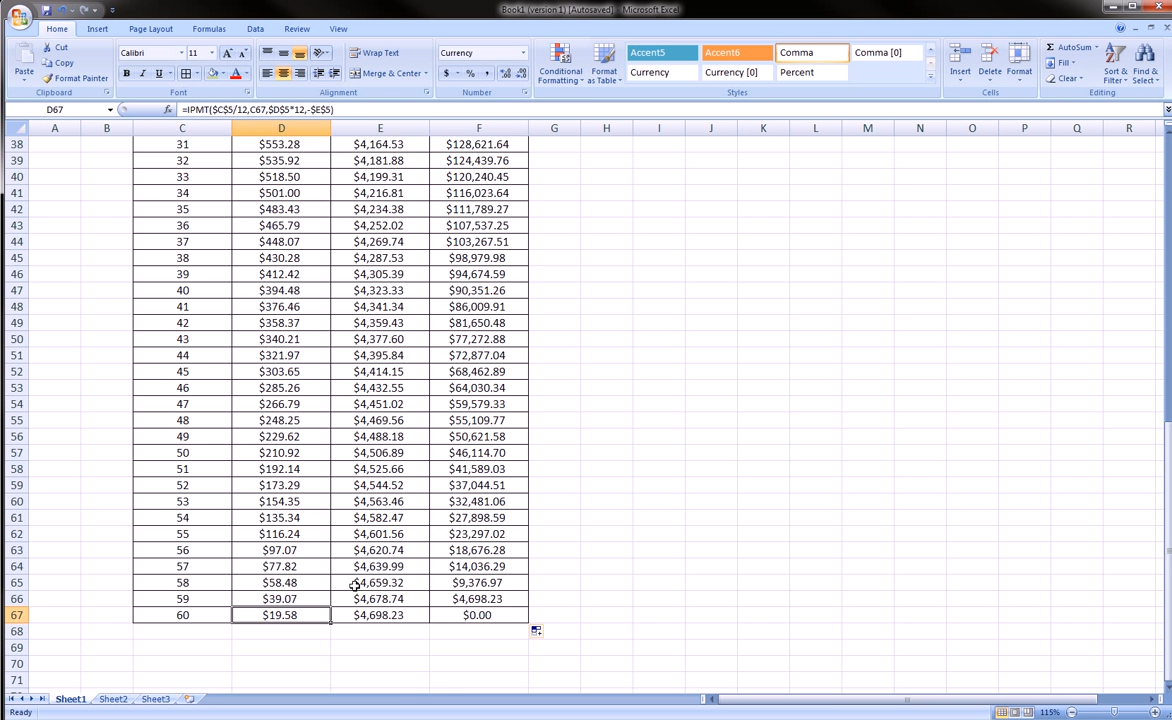 Book1 (version 1) [Autosaved] - Microsoft Excel
Home Insert Page Layout Formulas Data Review View
Paste Cut Copy Format Painter Clipboard
Calibri 11 B I U A Font
Wrap Text Merge & Center Alignment
Currency $ % , Number
Conditional Formatting Format as Table
Accent5 Accent6 Comma Comma [0]
Currency Currency [0] Percent
Styles
Insert Delete Format Cells
Σ AutoSum Fill Clear Sort & Filter Find & Select Editing
D67 fx =IPMT($C$5/12,C67,$D$5*12,-$E$5)
A B C D E F G H I J K L M N O P Q R
38 31 $553.28 $4,164.53 $128,621.64
39 32 $535.92 $4,181.88 $124,439.76
40 33 $518.50 $4,199.31 $120,240.45
41 34 $501.00 $4,216.81 $116,023.64
42 35 $483.43 $4,234.38 $111,789.27
43 36 $465.79 $4,252.02 $107,537.25
44 37 $448.07 $4,269.74 $103,267.51
45 38 $430.28 $4,287.53 $98,979.98
46 39 $412.42 $4,305.39 $94,674.59
47 40 $394.48 $4,323.33 $90,351.26
48 41 $376.46 $4,341.34 $86,009.91
49 42 $358.37 $4,359.43 $81,650.48
50 43 $340.21 $4,377.60 $77,272.88
51 44 $321.97 $4,395.84 $72,877.04
52 45 $303.65 $4,414.15 $68,462.89
53 46 $285.26 $4,432.55 $64,030.34
54 47 $266.79 $4,451.02 $59,579.33
55 48 $248.25 $4,469.56 $55,109.77
56 49 $229.62 $4,488.18 $50,621.58
57 50 $210.92 $4,506.89 $46,114.70
58 51 $192.14 $4,525.66 $41,589.03
59 52 $173.29 $4,544.52 $37,044.51
60 53 $154.35 $4,563.46 $32,481.06
61 54 $135.34 $4,582.47 $27,898.59
62 55 $116.24 $4,601.56 $23,297.02
63 56 $97.07 $4,620.74 $18,676.28
64 57 $77.82 $4,639.99 $14,036.29
65 58 $58.48 $4,659.32 $9,376.97
66 59 $39.07 $4,678.74 $4,698.23
67 60 $19.58 $4,698.23 $0.00
68
69
70
71
Sheet1 Sheet2 Sheet3
Ready 115%